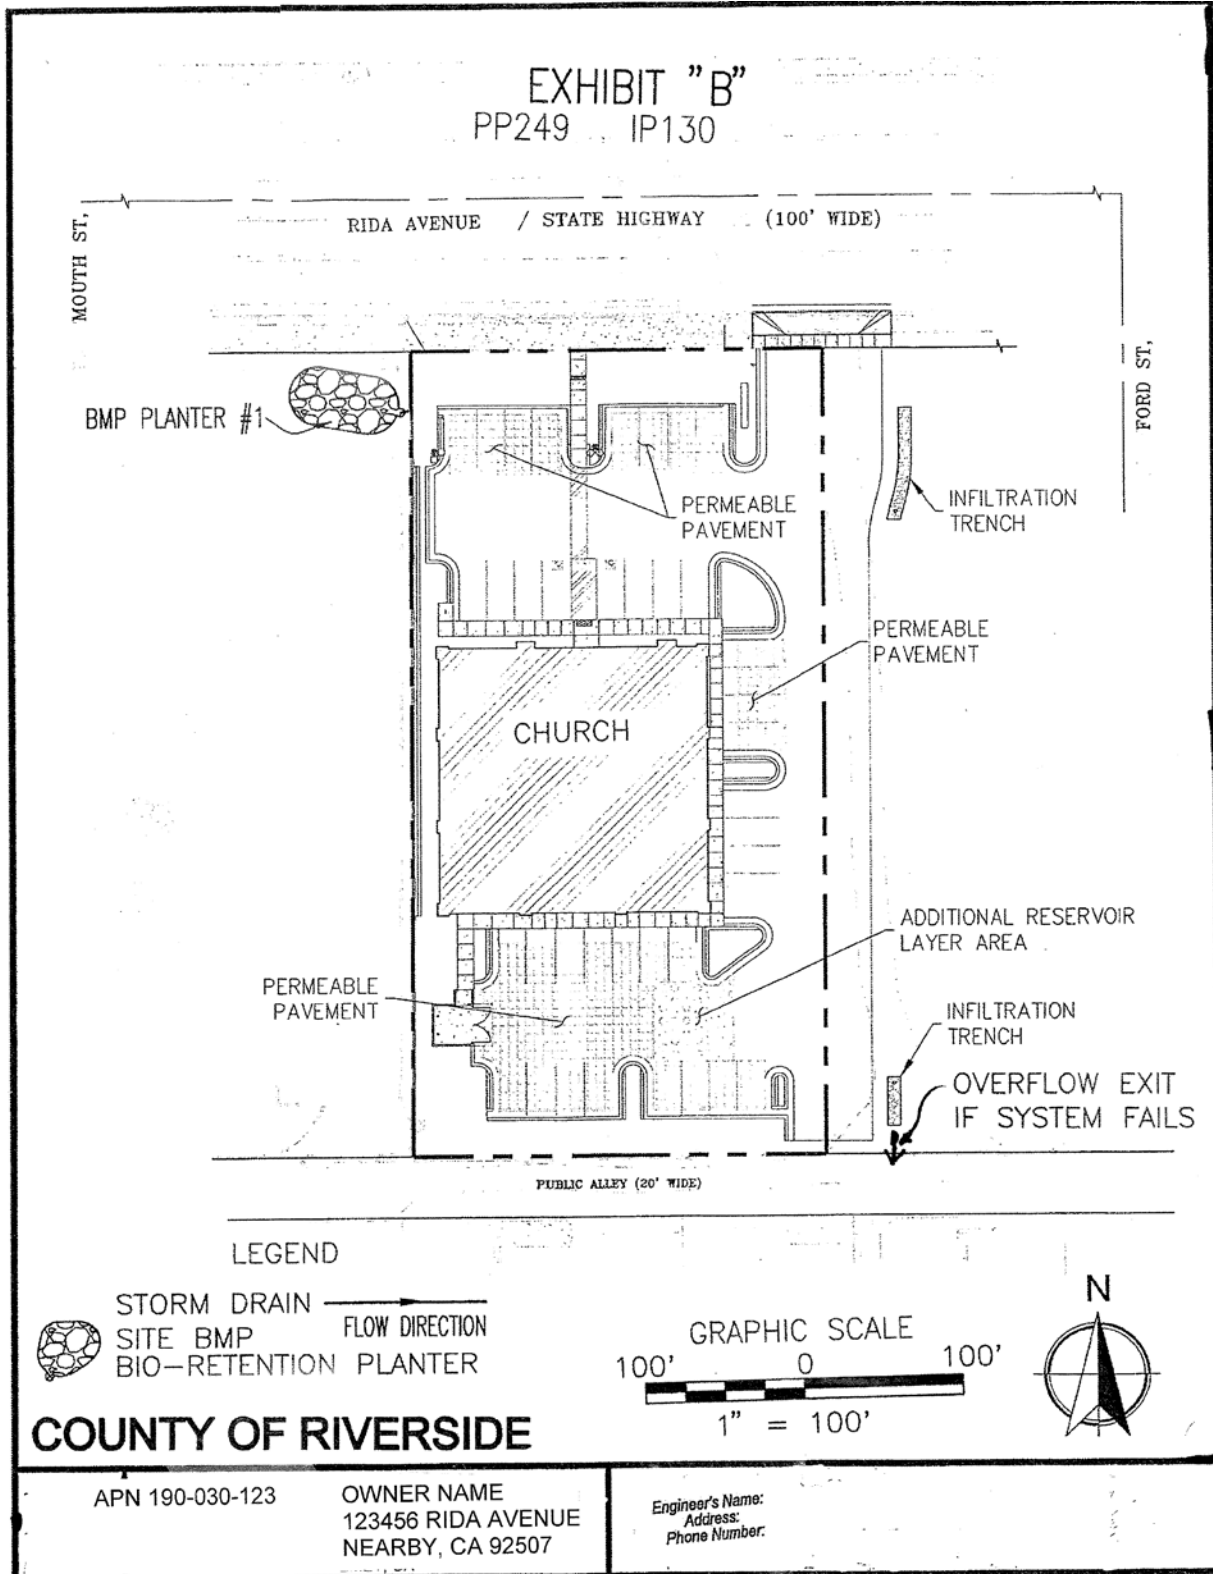 EXHIBIT "B"
PP249 IP130
RIDA AVENUE / STATE HIGHWAY (100' WIDE)
MOUTH ST,
FORD ST,
BMP PLANTER #1
PERMEABLE
PAVEMENT
INFILTRATION
TRENCH
PERMEABLE
PAVEMENT
CHURCH
ADDITIONAL RESERVOIR
LAYER AREA
PERMEABLE
PAVEMENT
INFILTRATION
TRENCH
OVERFLOW EXIT
IF SYSTEM FAILS
PUBLIC ALLEY (20' WIDE)
LEGEND
STORM DRAIN
FLOW DIRECTION
SITE BMP
BIO-RETENTION PLANTER
GRAPHIC SCALE
100' 0 100'
1" = 100'
N
COUNTY OF RIVERSIDE
APN 190-030-123
OWNER NAME
123456 RIDA AVENUE
NEARBY, CA 92507
Engineer's Name:
Address:
Phone Number: